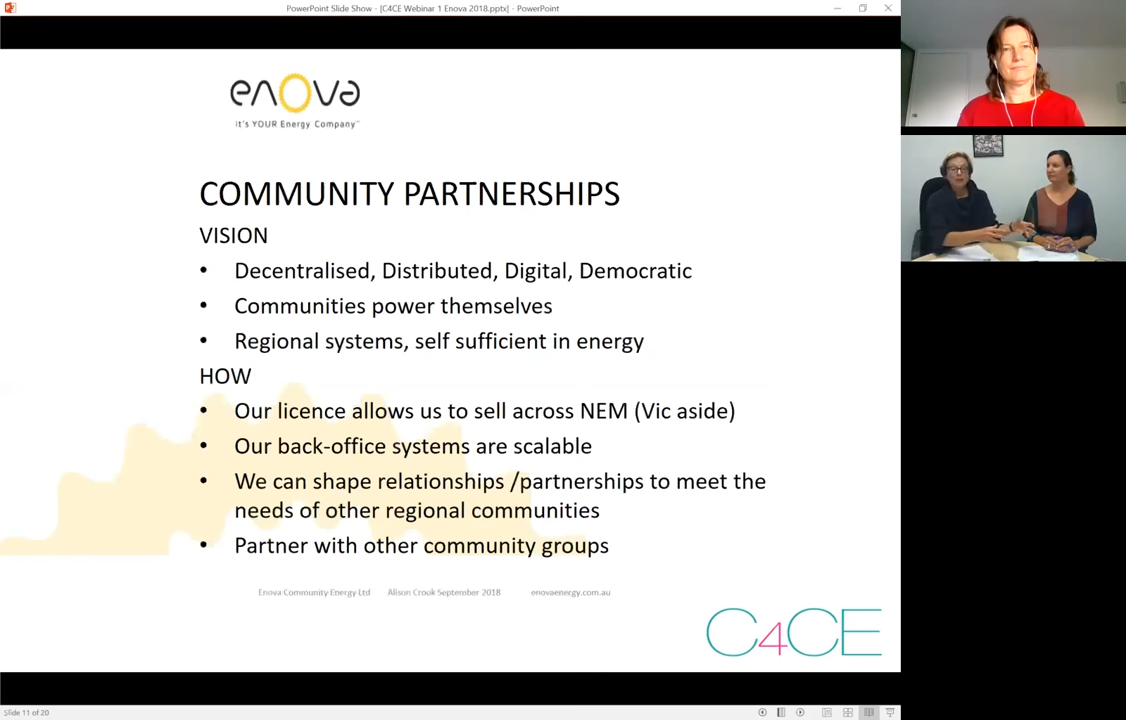 PowerPoint Slide Show - [C4CE Webinar 1 Enova 2018.pptx] - PowerPoint
enova
it's YOUR Energy Company™
COMMUNITY PARTNERSHIPS
VISION
• Decentralised, Distributed, Digital, Democratic
• Communities power themselves
• Regional systems, self sufficient in energy
HOW
• Our licence allows us to sell across NEM (Vic aside)
• Our back-office systems are scalable
• We can shape relationships /partnerships to meet the
needs of other regional communities
• Partner with other community groups
Enova Community Energy Ltd Alison Crook September 2018 enovaenergy.com.au
C4CE
Slide 11 of 20